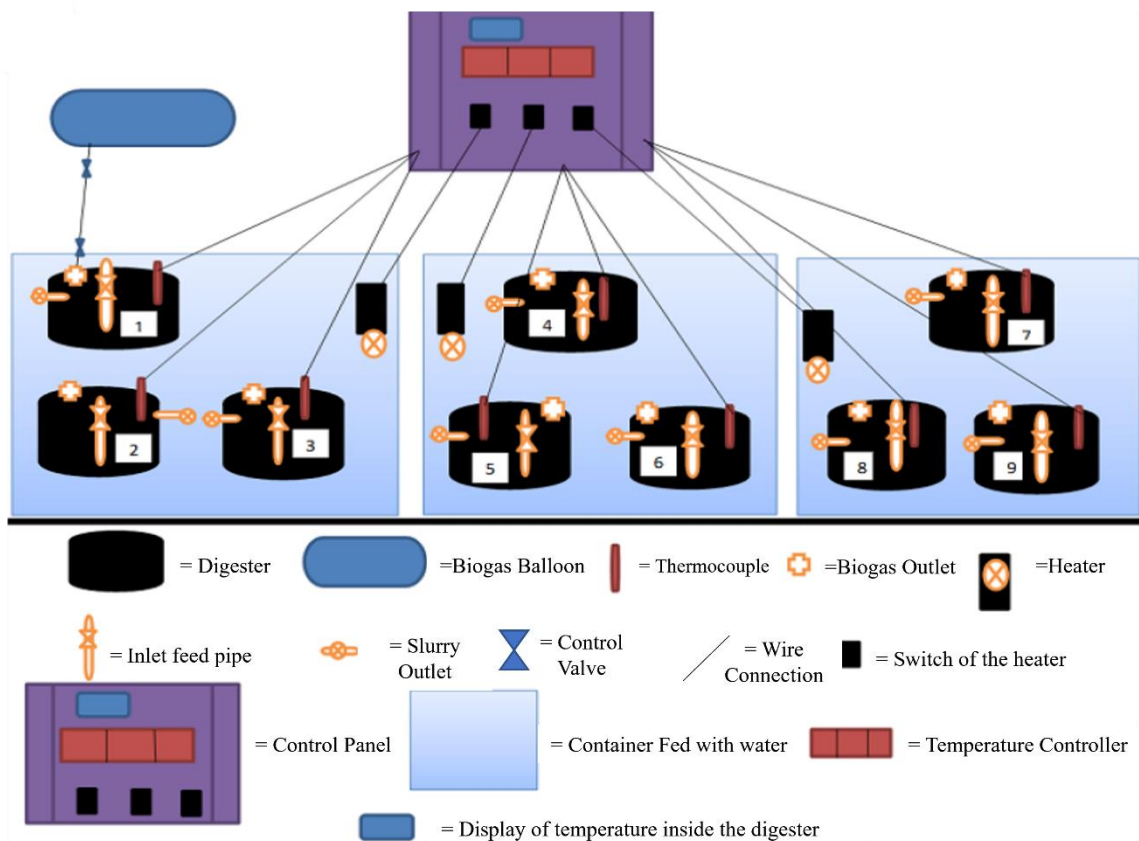 1
4
7
2
3
5
6
8
9
= Digester
=Biogas Balloon
= Thermocouple
=Biogas Outlet
=Heater
= Inlet feed pipe
= Slurry
Outlet
= Control
Valve
= Wire
Connection
= Switch of the heater
= Control Panel
= Container Fed with water
= Temperature Controller
= Display of temperature inside the digester